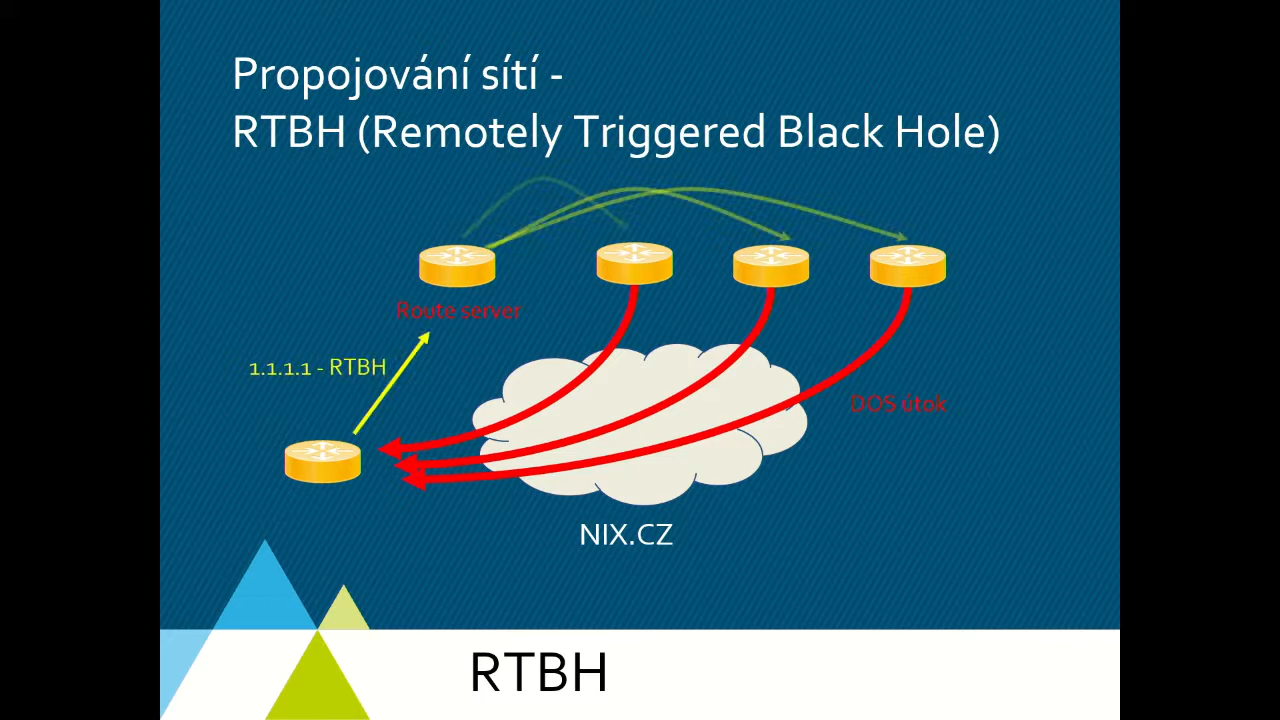 Propojování sítí -
RTBH (Remotely Triggered Black Hole)
Route server
1.1.1.1 - RTBH
DOS útok
NIX.CZ
RTBH